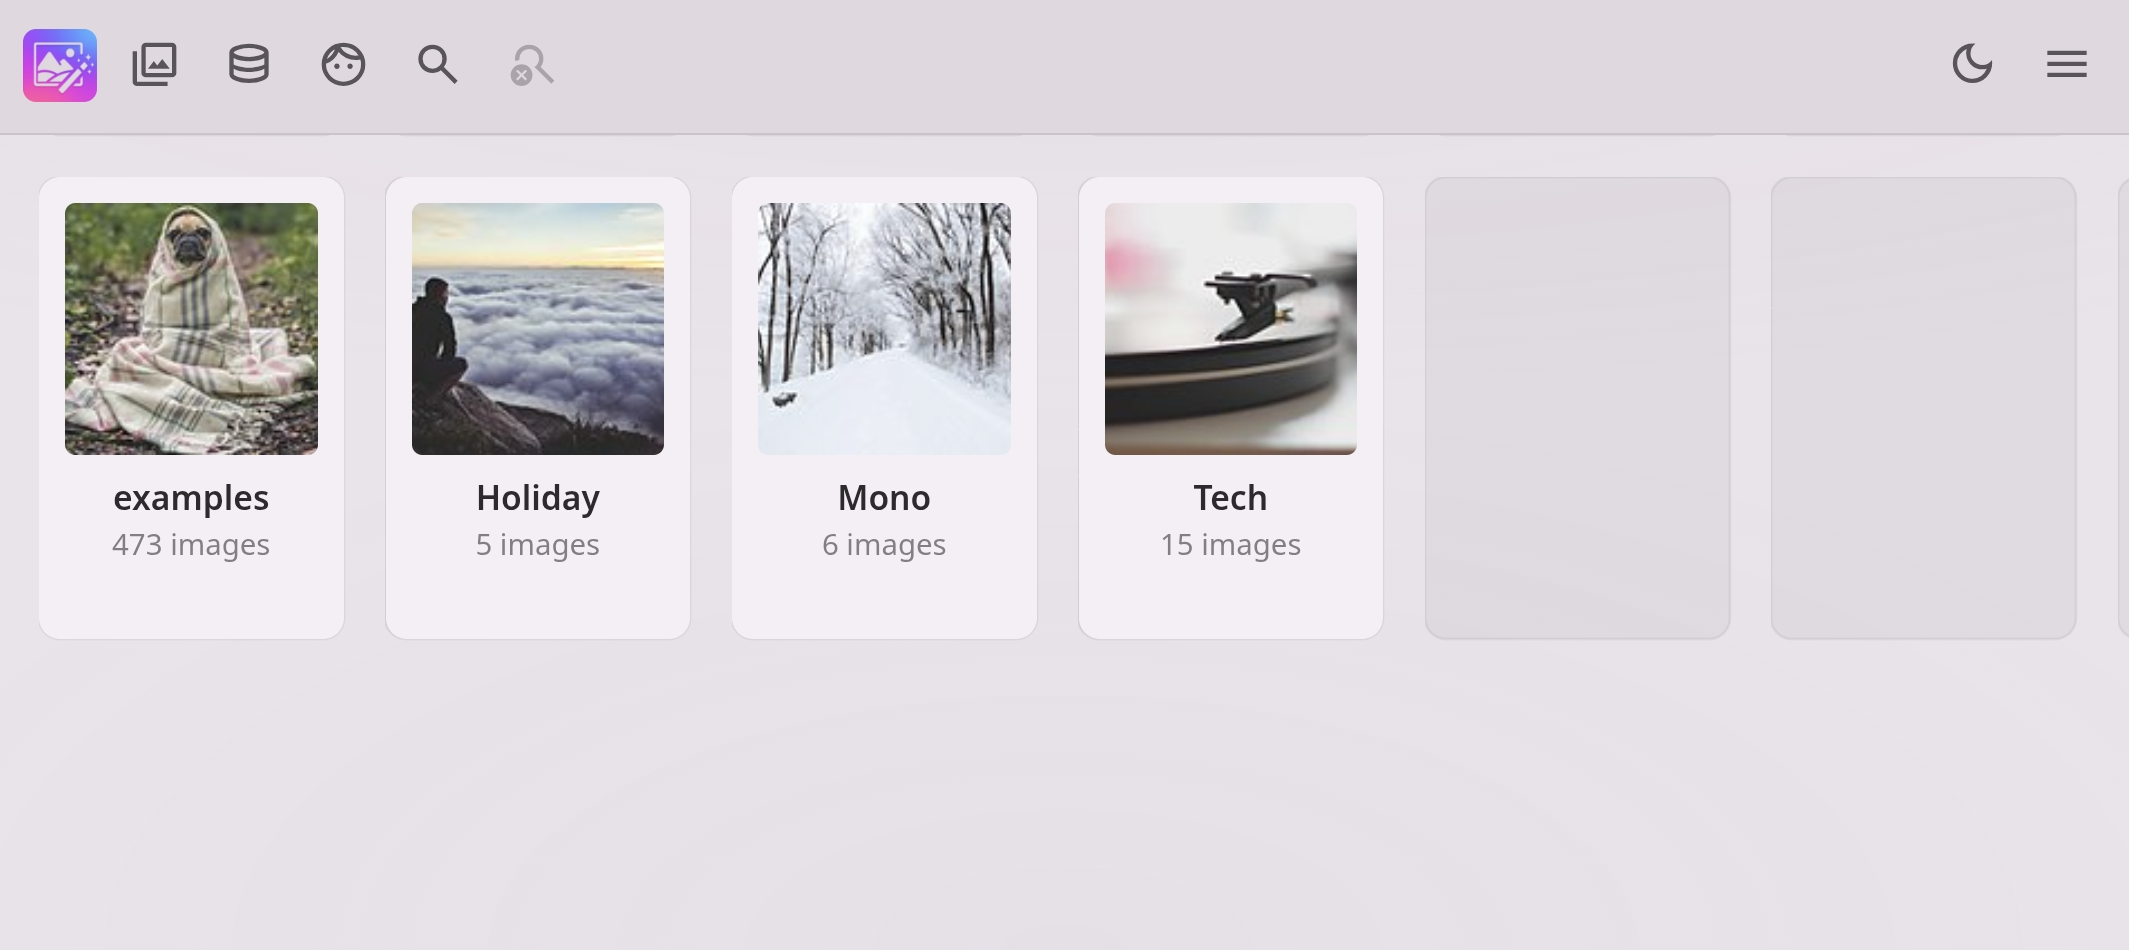 examples
473 images
Holiday
5 images
Mono
6 images
Tech
15 images